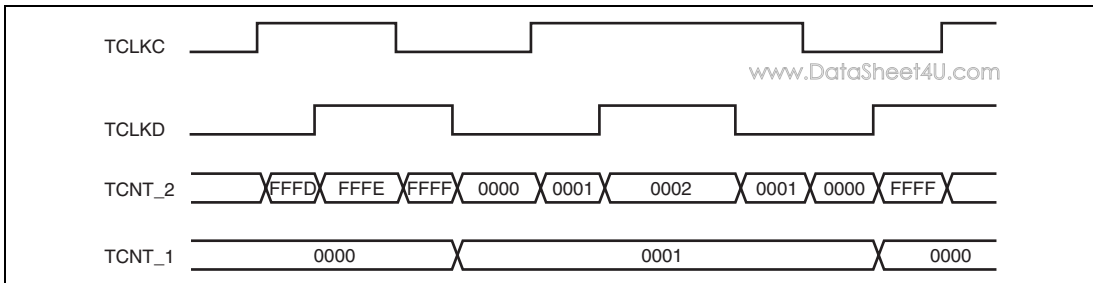 TCLKC
www.DataSheet4U.com
TCLKD
TCNT_2 FFFD FFFE FFFF 0000 0001 0002 0001 0000 FFFF
TCNT_1 0000 0001 0000